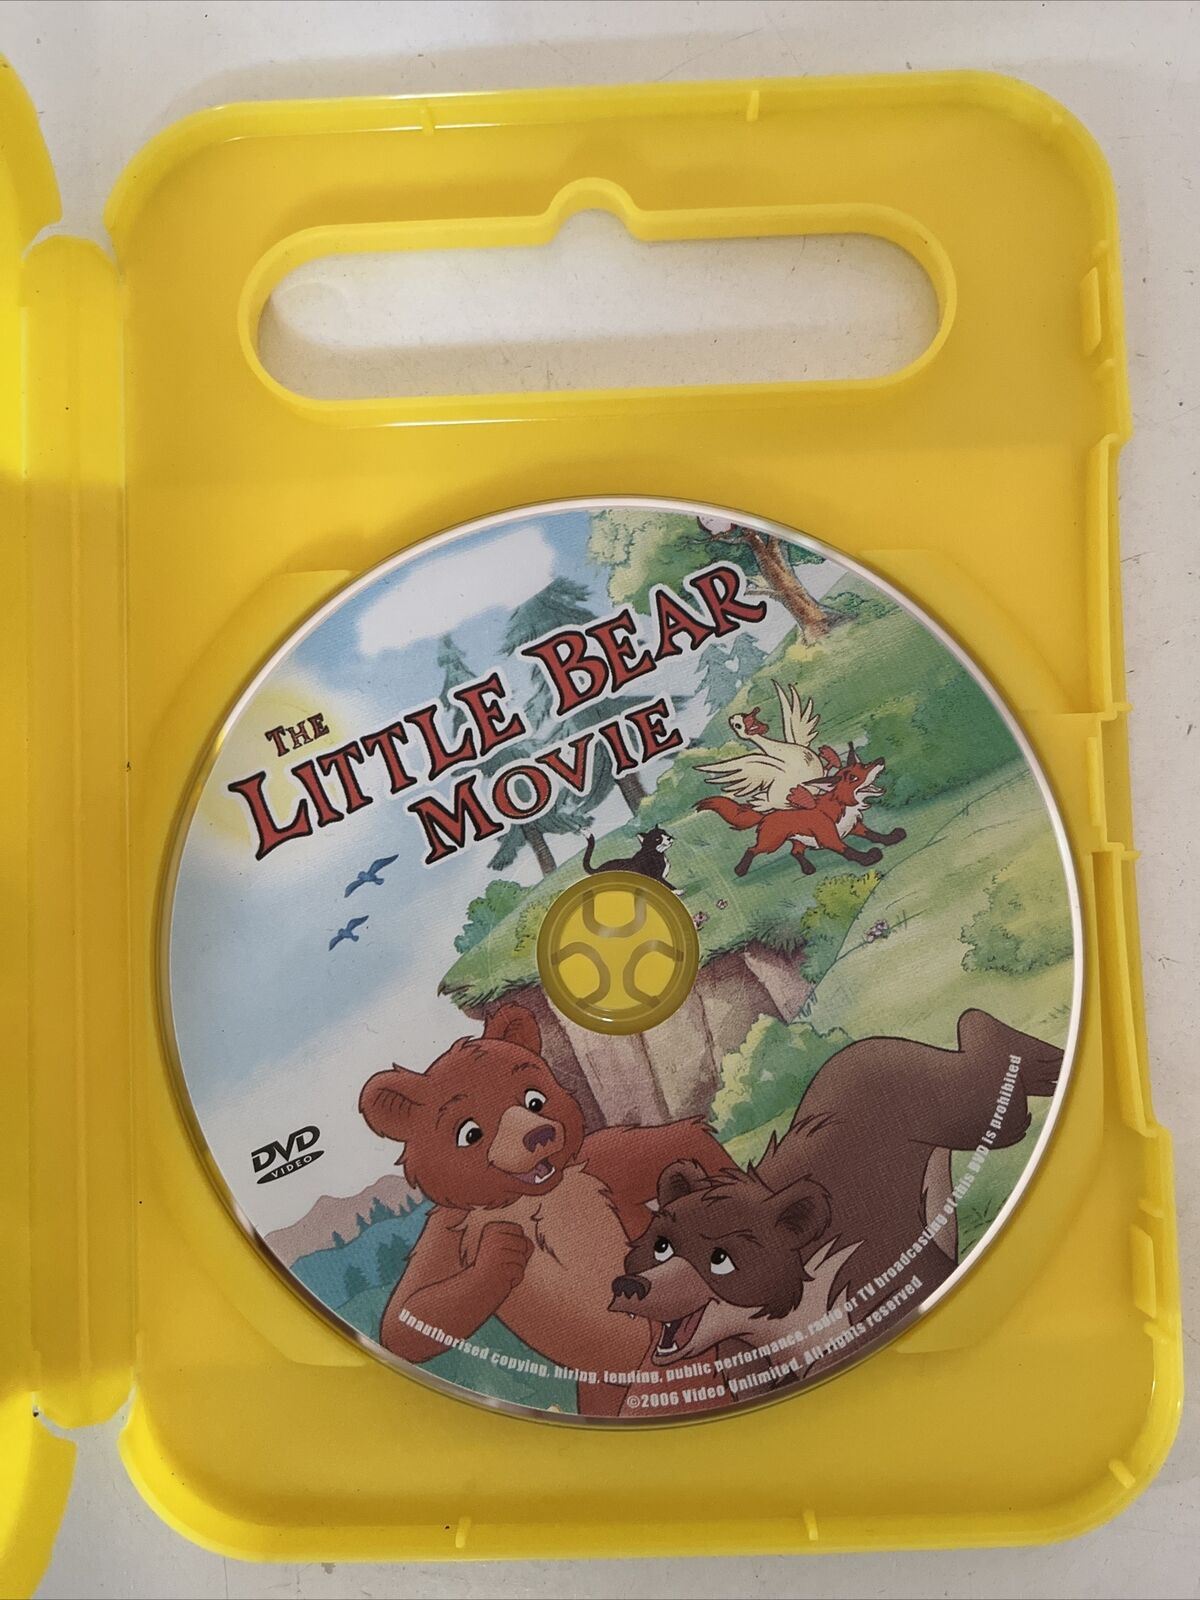 THE
LITTLE BEAR
MOVIE
DVD
VIDEO
Unauthorised copying, hiring, lending, public performance, radio or TV broadcasting of this DVD is prohibited
©2006 Video Unlimited. All rights reserved